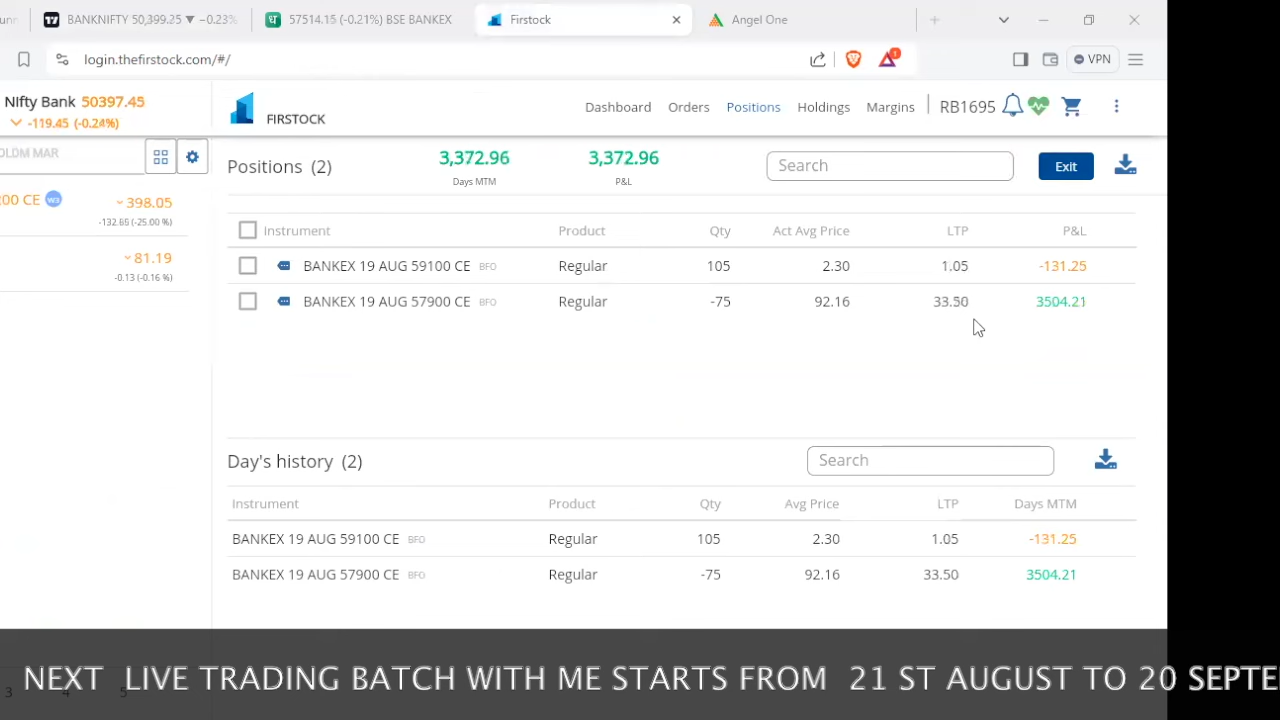 BANKNIFTY 50,399.25 ▼ −0.23%
57514.15 (-0.21%) BSE BANKEX
Firstock
Angel One
login.thefirstock.com/#/
VPN
NIfty Bank 50397.45
-119.45 (-0.24%)
FIRSTOCK
Dashboard Orders Positions Holdings Margins RB1695
Positions (2)
3,372.96
Days MTM
3,372.96
P&L
Search
Exit
00 CE W3 398.05
-132.65 (-25.00 %)
81.19
-0.13 (-0.16 %)
Instrument Product Qty Act Avg Price LTP P&L
BANKEX 19 AUG 59100 CE BFO Regular 105 2.30 1.05 -131.25
BANKEX 19 AUG 57900 CE BFO Regular -75 92.16 33.50 3504.21
Day's history (2)
Search
Instrument Product Qty Avg Price LTP Days MTM
BANKEX 19 AUG 59100 CE BFO Regular 105 2.30 1.05 -131.25
BANKEX 19 AUG 57900 CE BFO Regular -75 92.16 33.50 3504.21
NEXT LIVE TRADING BATCH WITH ME STARTS FROM 21 ST AUGUST TO 20 SEPTE
3 4 5